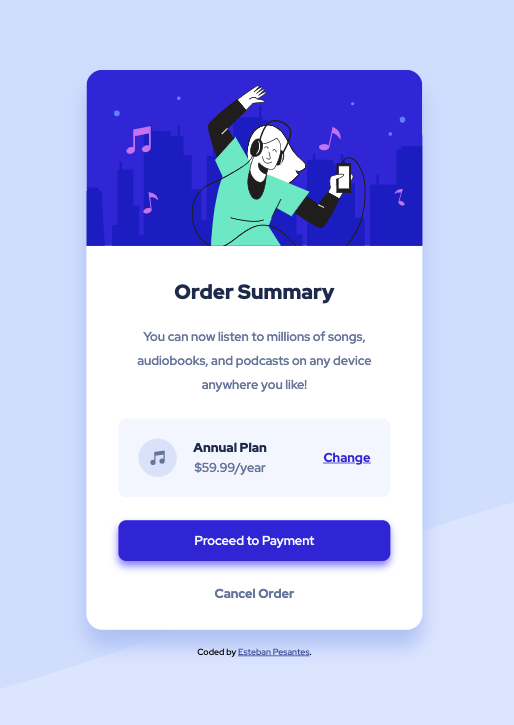 Order Summary
You can now listen to millions of songs,
audiobooks, and podcasts on any device
anywhere you like!
Annual Plan
$59.99/year
Change
Proceed to Payment
Cancel Order
Coded by Esteban Pesantes.